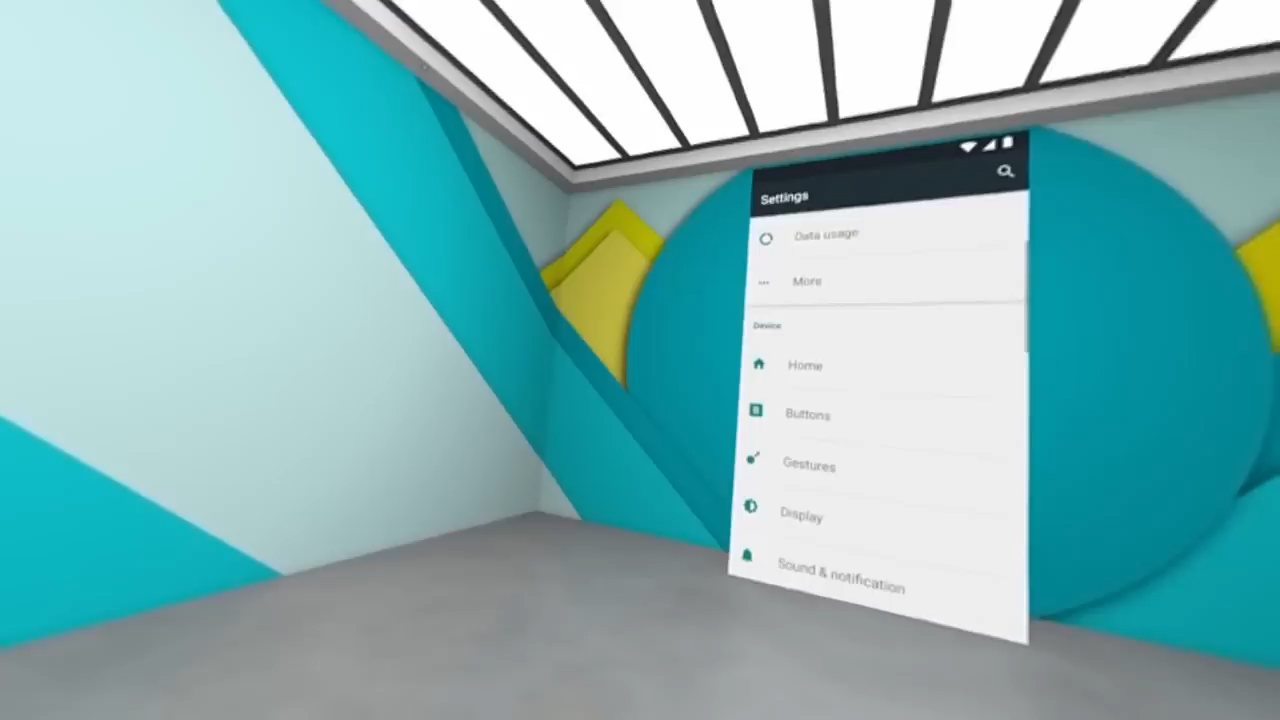 Settings
Data usage
More
Device
Home
Buttons
Gestures
Display
Sound & notification